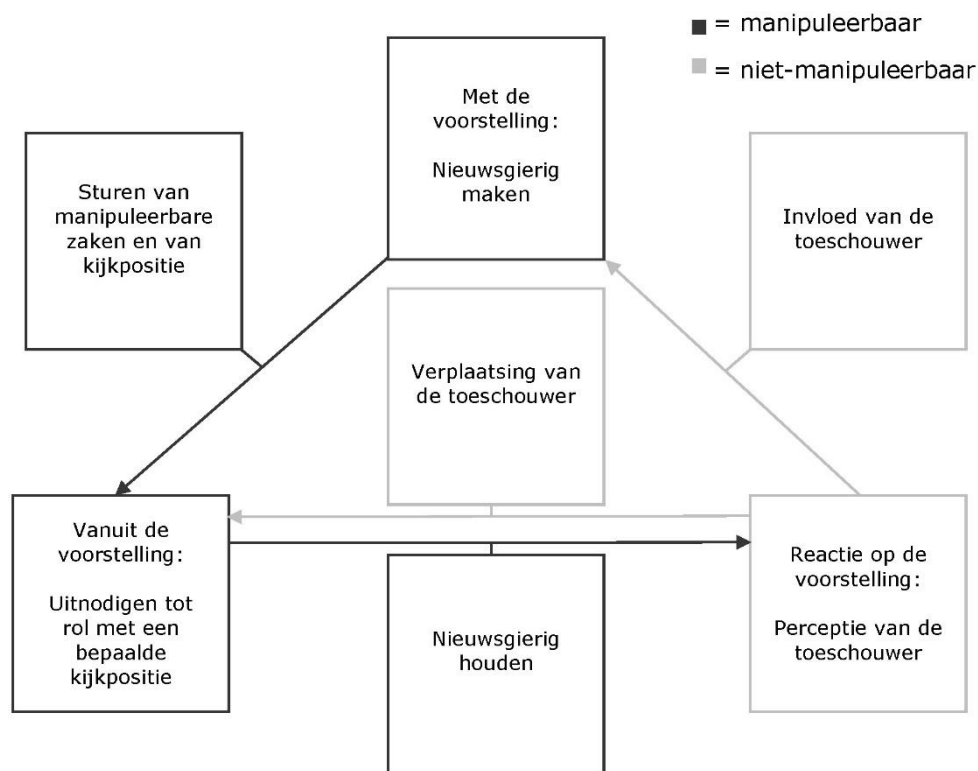 = manipuleerbaar
= niet-manipuleerbaar
Met de
voorstelling:
Nieuwsgierig
maken
Sturen van
manipuleerbare
zaken en van
kijkpositie
Invloed van de
toeschouwer
Verplaatsing van
de toeschouwer
Vanuit de
voorstelling:
Uitnodigen tot
rol met een
bepaalde
kijkpositie
Nieuwsgierig
houden
Reactie op de
voorstelling:
Perceptie van de
toeschouwer